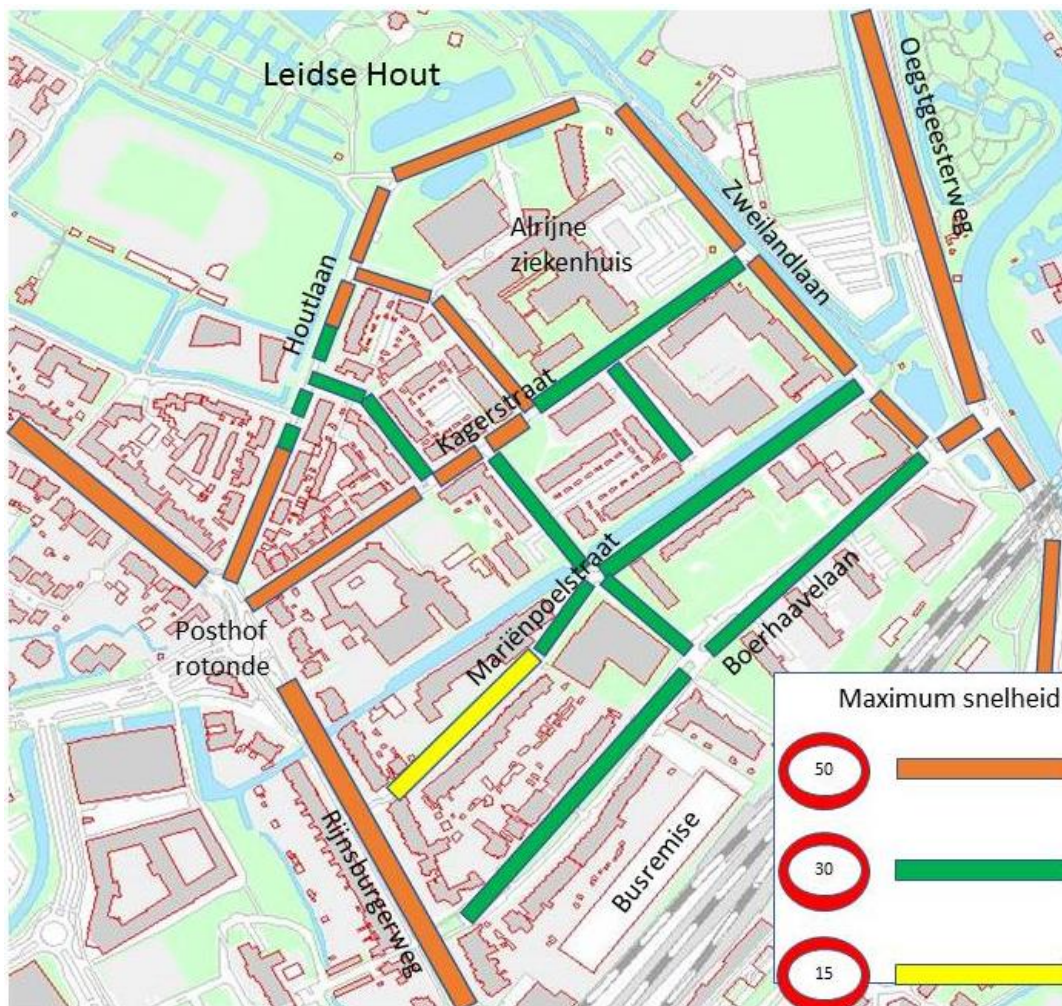 Leidse Hout
Oegstgeesterweg
Zweilandlaan
Alrijne
ziekenhuis
Houtlaan
Kagerstraat
Mariënpoelstraat
Boerhaavelaan
Posthof
rotonde
Rijnsburgerweg
Busremise
Maximum snelheid
50
30
15